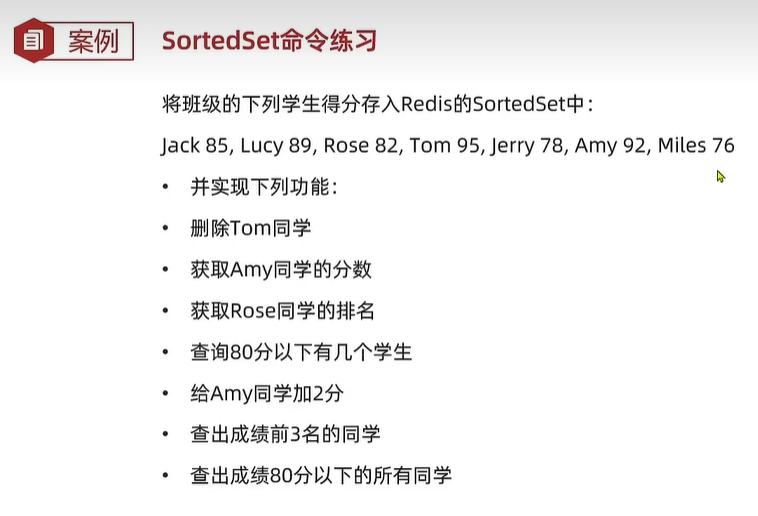 案例
SortedSet命令练习
将班级的下列学生得分存入Redis的SortedSet中：
Jack 85, Lucy 89, Rose 82, Tom 95, Jerry 78, Amy 92, Miles 76
• 并实现下列功能：
• 删除Tom同学
• 获取Amy同学的分数
• 获取Rose同学的排名
• 查询80分以下有几个学生
• 给Amy同学加2分
• 查出成绩前3名的同学
• 查出成绩80分以下的所有同学